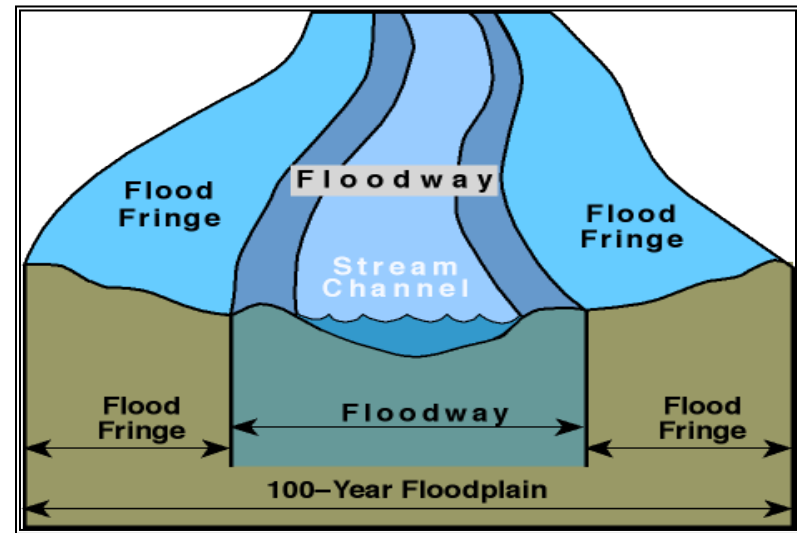 Floodway
Flood
Fringe
Flood
Fringe
Stream
Channel
Flood
Fringe
Floodway
Flood
Fringe
100–Year Floodplain